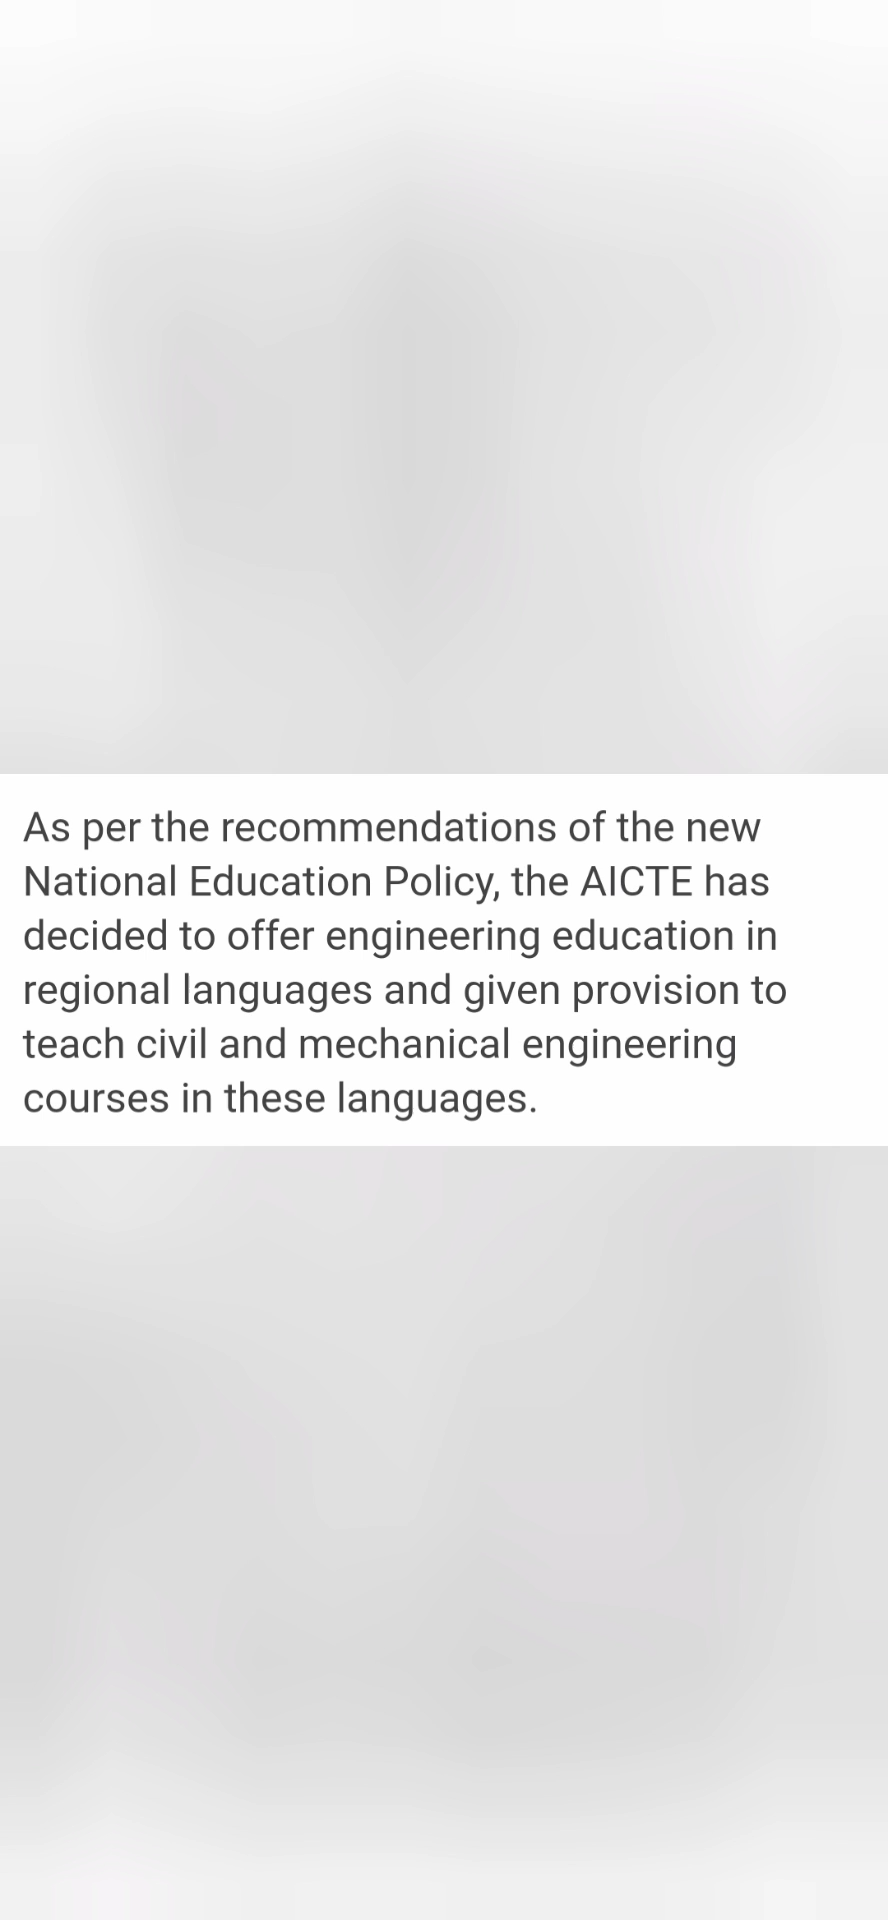 As per the recommendations of the new
National Education Policy, the AICTE has
decided to offer engineering education in
regional languages and given provision to
teach civil and mechanical engineering
courses in these languages.